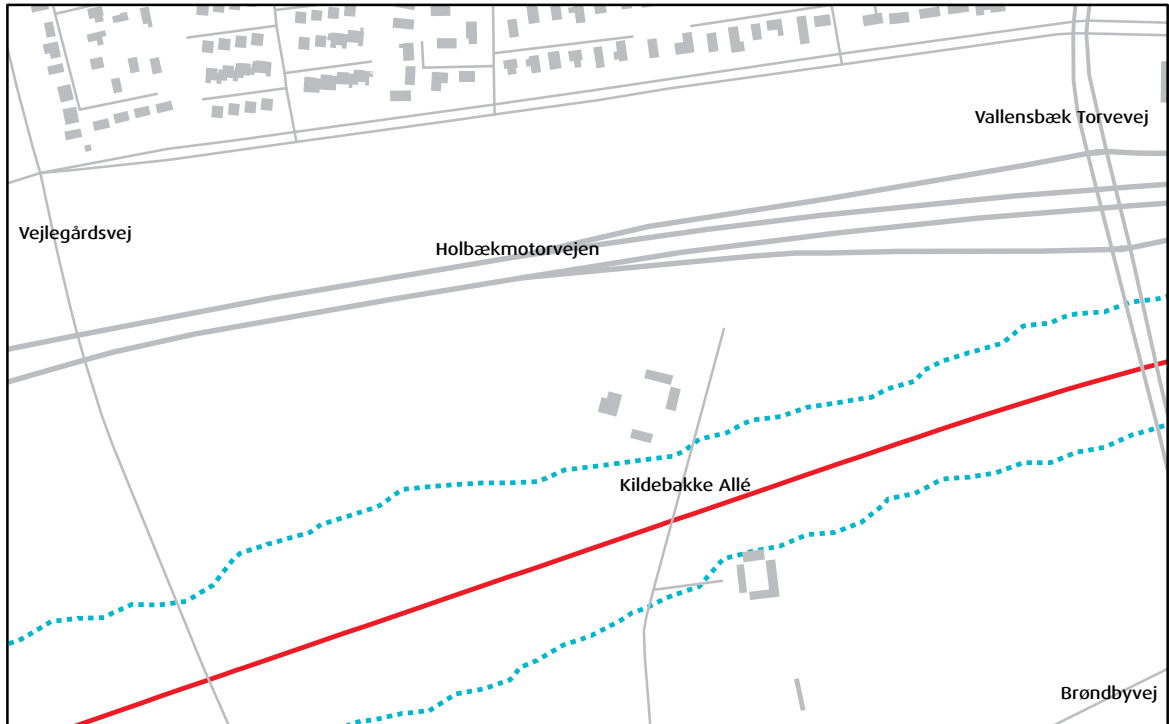 Vallensbæk Torvevej
Vejlegårdsvej
Holbækmotorvejen
Kildebakke Allé
Brøndbyvej